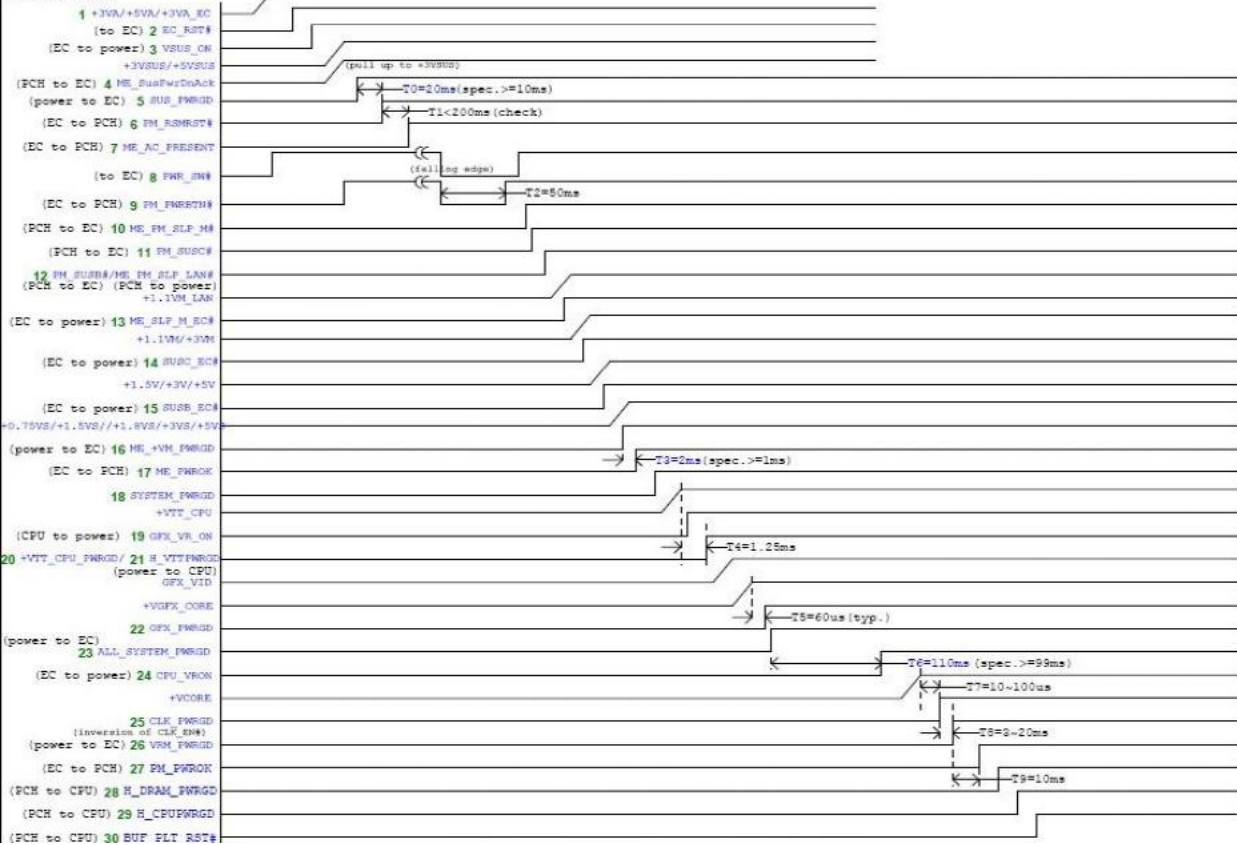 1 +3VA/+5VA/+3VA_EC
(to EC) 2 EC_RST#
(EC to power) 3 VSUS_ON
+3VSUS/+5VSUS
(pull up to +3VSUS)
(PCH to EC) 4 ME_SusPwrDnAck
T0=20ms(spec.>=10ms)
(power to EC) 5 SUS_PWRGD
T1<200ms(check)
(EC to PCH) 6 PM_RSMRST#
(EC to PCH) 7 ME_AC_PRESENT
(falling edge)
(to EC) 8 PWR_SW#
T2=50ms
(EC to PCH) 9 PM_PWRBTN#
(PCH to EC) 10 ME_PM_SLP_M#
(PCH to EC) 11 PM_SUSC#
12 PM_SUSB#/ME_PM_SLP_LAN#
(PCH to EC) (PCH to power)
+1.1VM_LAN
(EC to power) 13 ME_SLP_M_EC#
+1.1VM/+3VM
(EC to power) 14 SUSC_EC#
+1.5V/+3V/+5V
(EC to power) 15 SUSB_EC#
+0.75VS/+1.5VS//+1.8VS/+3VS/+5VS
(power to EC) 16 ME_+VM_PWRGD
T3=2ms(spec.>=1ms)
(EC to PCH) 17 ME_PWROK
18 SYSTEM_PWRGD
+VTT_CPU
(CPU to power) 19 GFX_VR_ON
T4=1.25ms
20 +VTT_CPU_PWRGD/ 21 H_VTTPWRGD
(power to CPU)
GFX_VID
+VGFX_CORE
T5=60us(typ.)
22 GFX_PWRGD
(power to EC)
23 ALL_SYSTEM_PWRGD
T6=110ms (spec.>=99ms)
(EC to power) 24 CPU_VRON
T7=10~100us
+VCORE
25 CLK_PWRGD
(inversion of CLK_EN#)
T8=3~20ms
(power to EC) 26 VRM_PWRGD
(EC to PCH) 27 PM_PWROK
T9=10ms
(PCH to CPU) 28 H_DRAM_PWRGD
(PCH to CPU) 29 H_CPUPWRGD
(PCH to CPU) 30 BUF_PLT_RST#